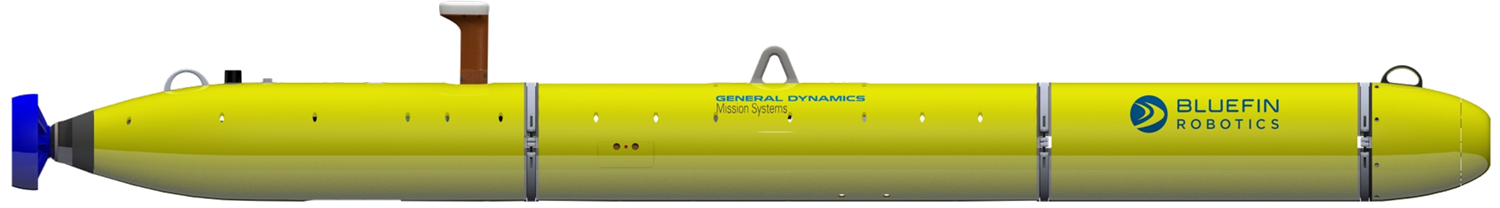 GENERAL DYNAMICS
Mission Systems
BLUEFIN
ROBOTICS